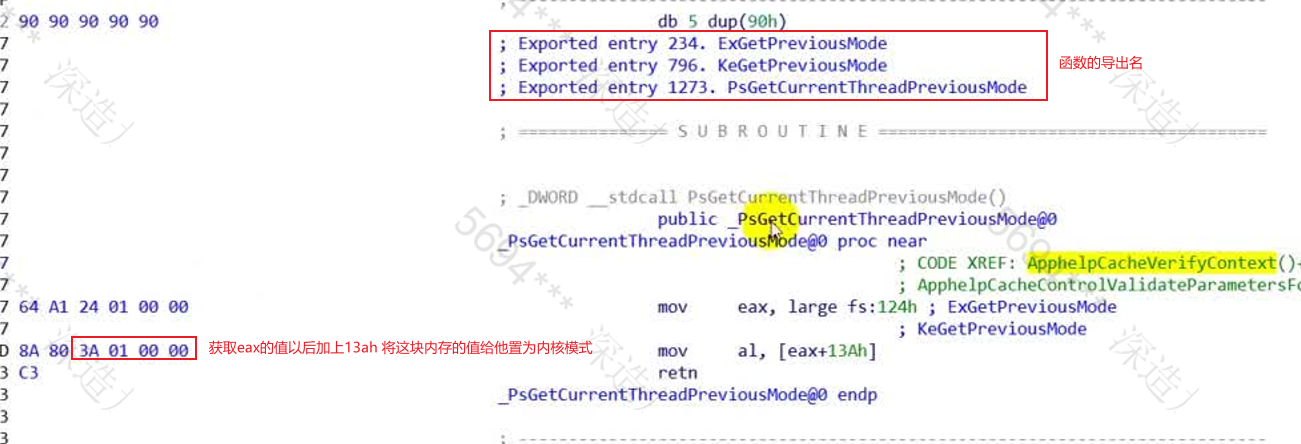 2 90 90 90 90 90 db 5 dup(90h)
7 ; Exported entry 234. ExGetPreviousMode
7 ; Exported entry 796. KeGetPreviousMode
函数的导出名
7 ; Exported entry 1273. PsGetCurrentThreadPreviousMode
7
7 ; =============== S U B R O U T I N E =======================================
7
7
7 ; _DWORD __stdcall PsGetCurrentThreadPreviousMode()
7 public _PsGetCurrentThreadPreviousMode@0
7 _PsGetCurrentThreadPreviousMode@0 proc near
7 ; CODE XREF: ApphelpCacheVerifyContext()
7 ; ApphelpCacheControlValidateParametersFo
7 64 A1 24 01 00 00 mov eax, large fs:124h ; ExGetPreviousMode
7 ; KeGetPreviousMode
D 8A 80 3A 01 00 00 获取eax的值以后加上13ah 将这块内存的值给他置为内核模式 mov al, [eax+13Ah]
3 C3 retn
3 _PsGetCurrentThreadPreviousMode@0 endp
3
3 ; ---------------------------------------------------------------------------
5694***
深造